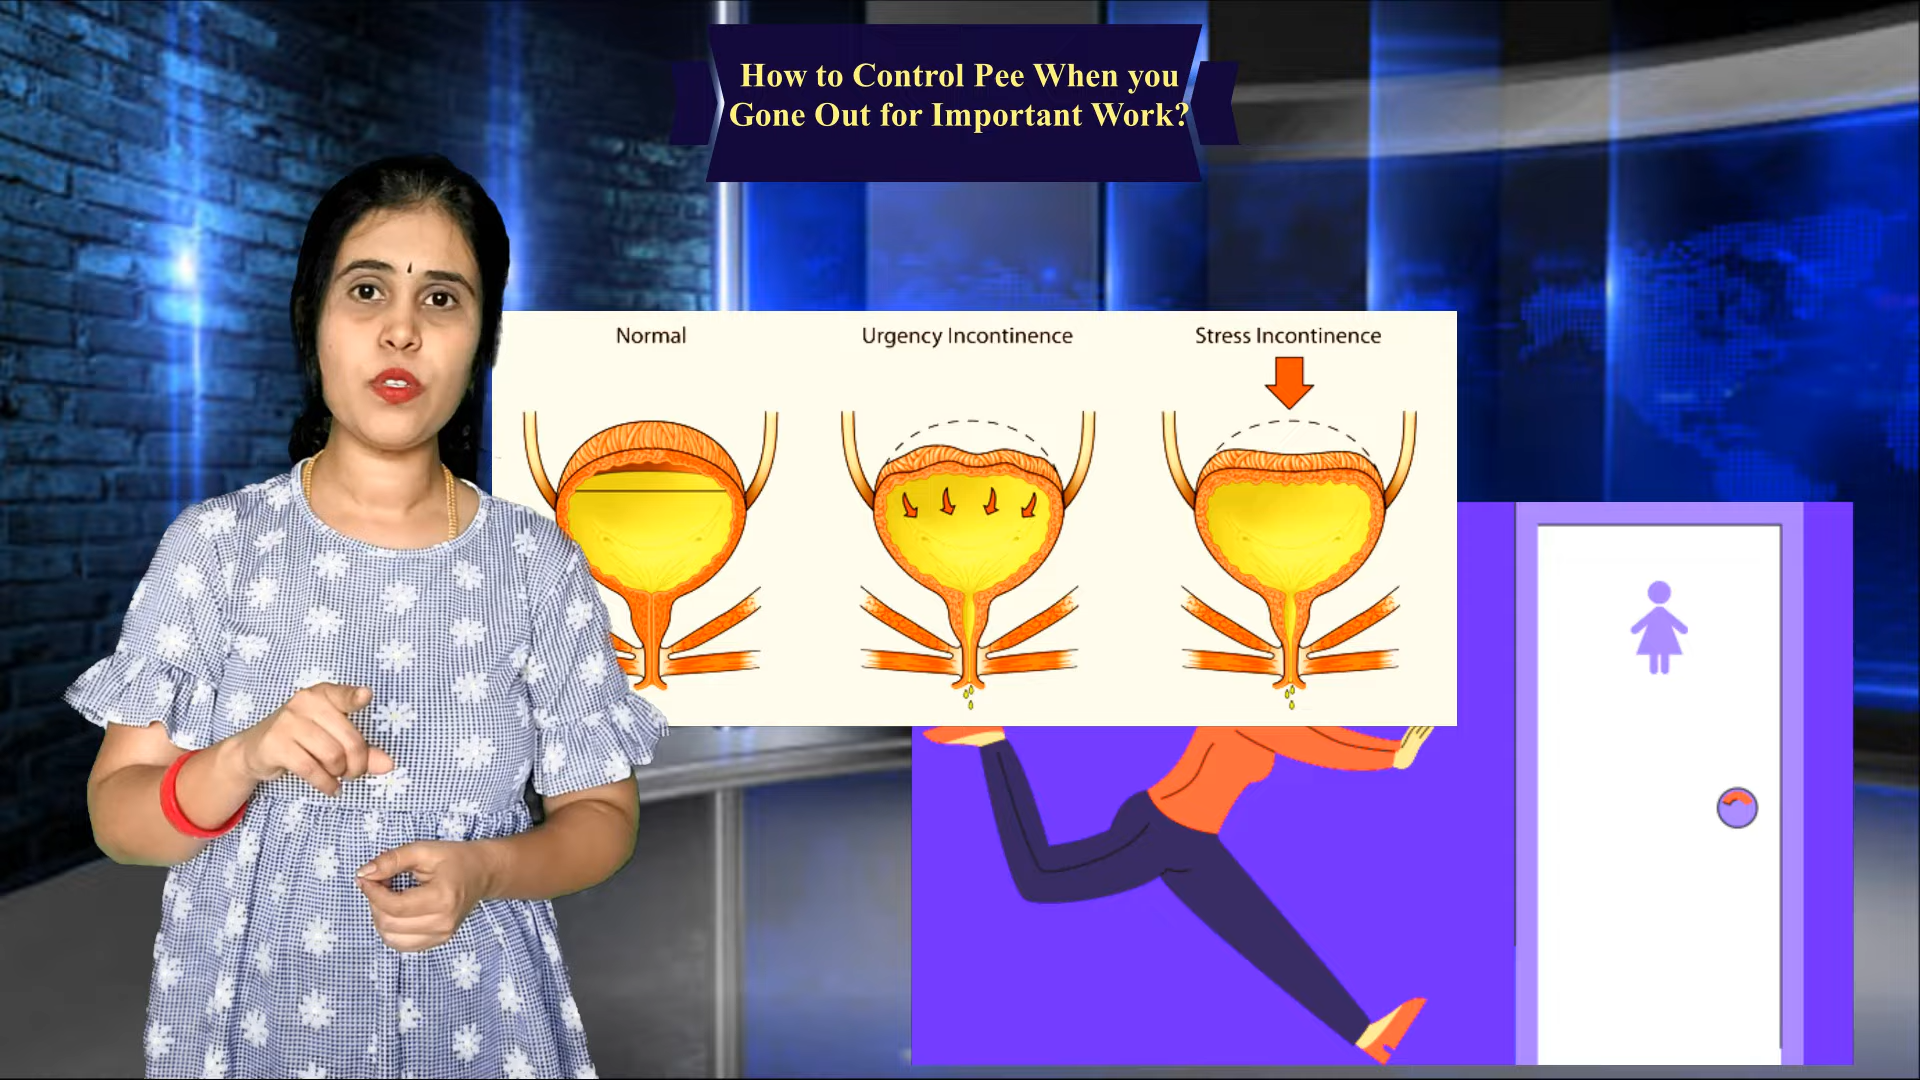 How to Control Pee When you
Gone Out for Important Work?
Normal
Urgency Incontinence
Stress Incontinence